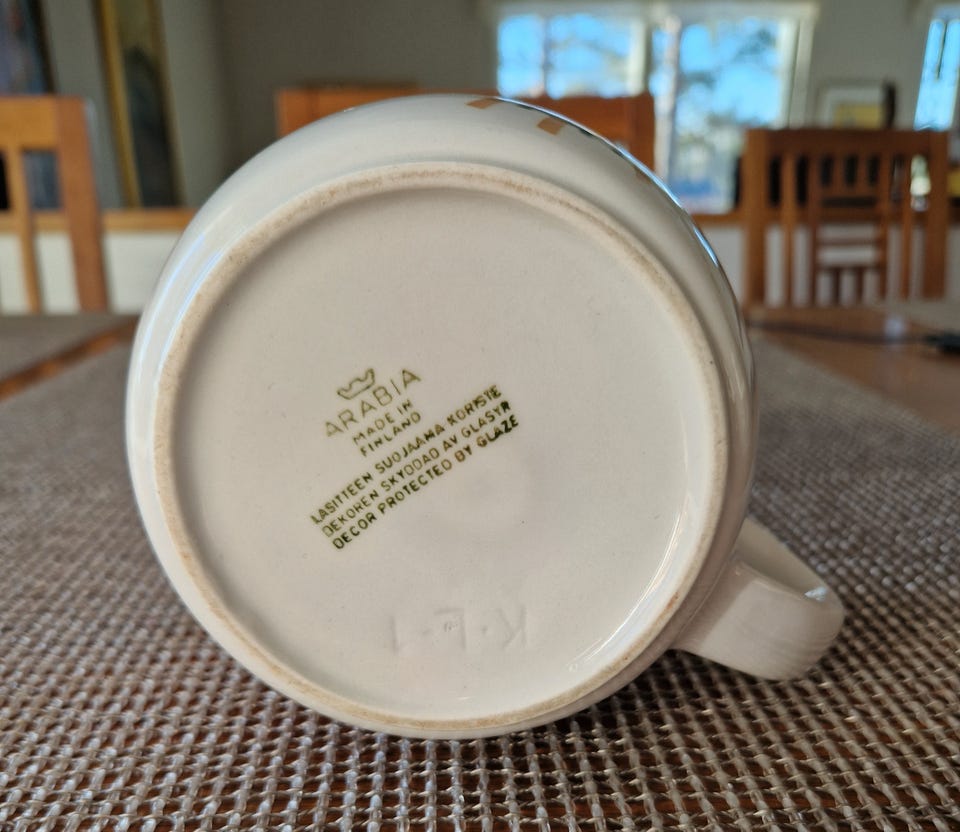 ARABIA
MADE IN
FINLAND
LASITTEEN SUOJAAMA KORISTE
DEKOREN SKYDDAD AV GLASYR
DECOR PROTECTED BY GLAZE